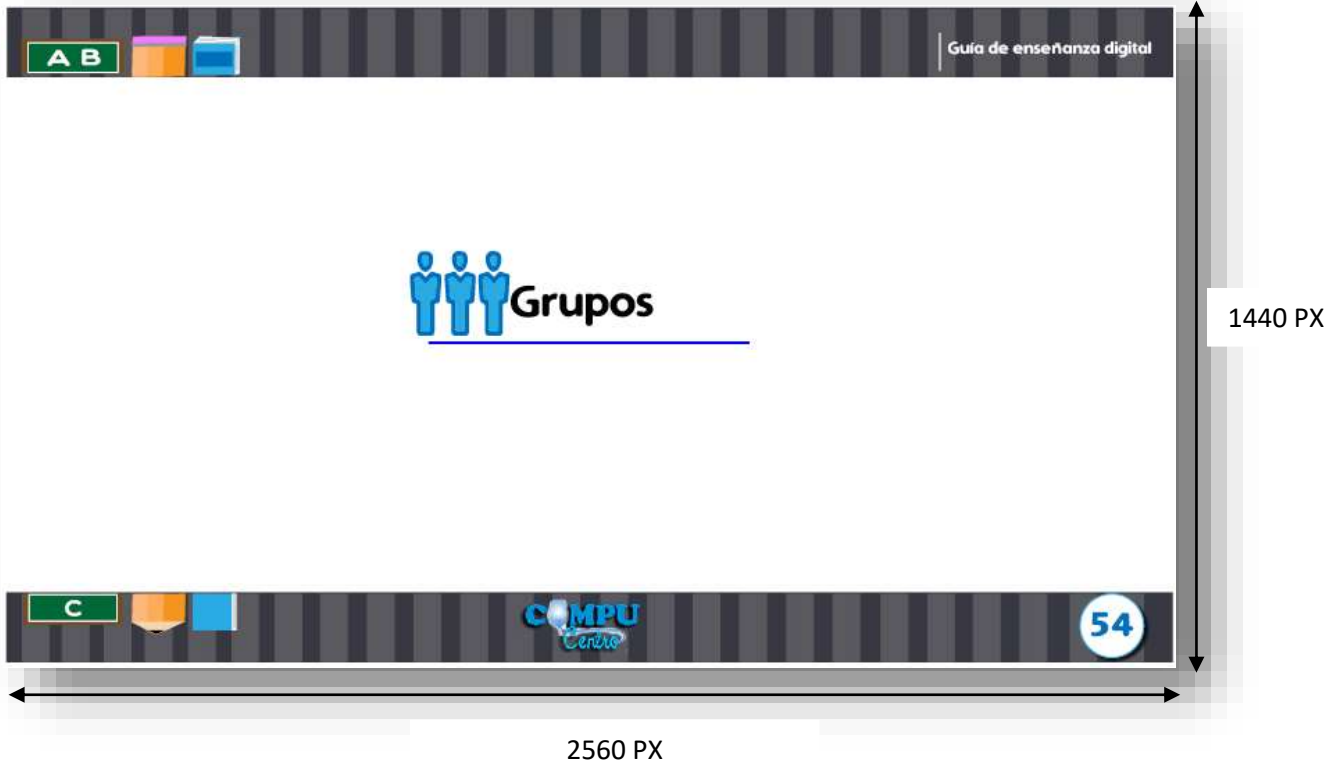 A B
Guía de enseñanza digital
Grupos
1440 PX
C
COMPU
Centro
54
2560 PX